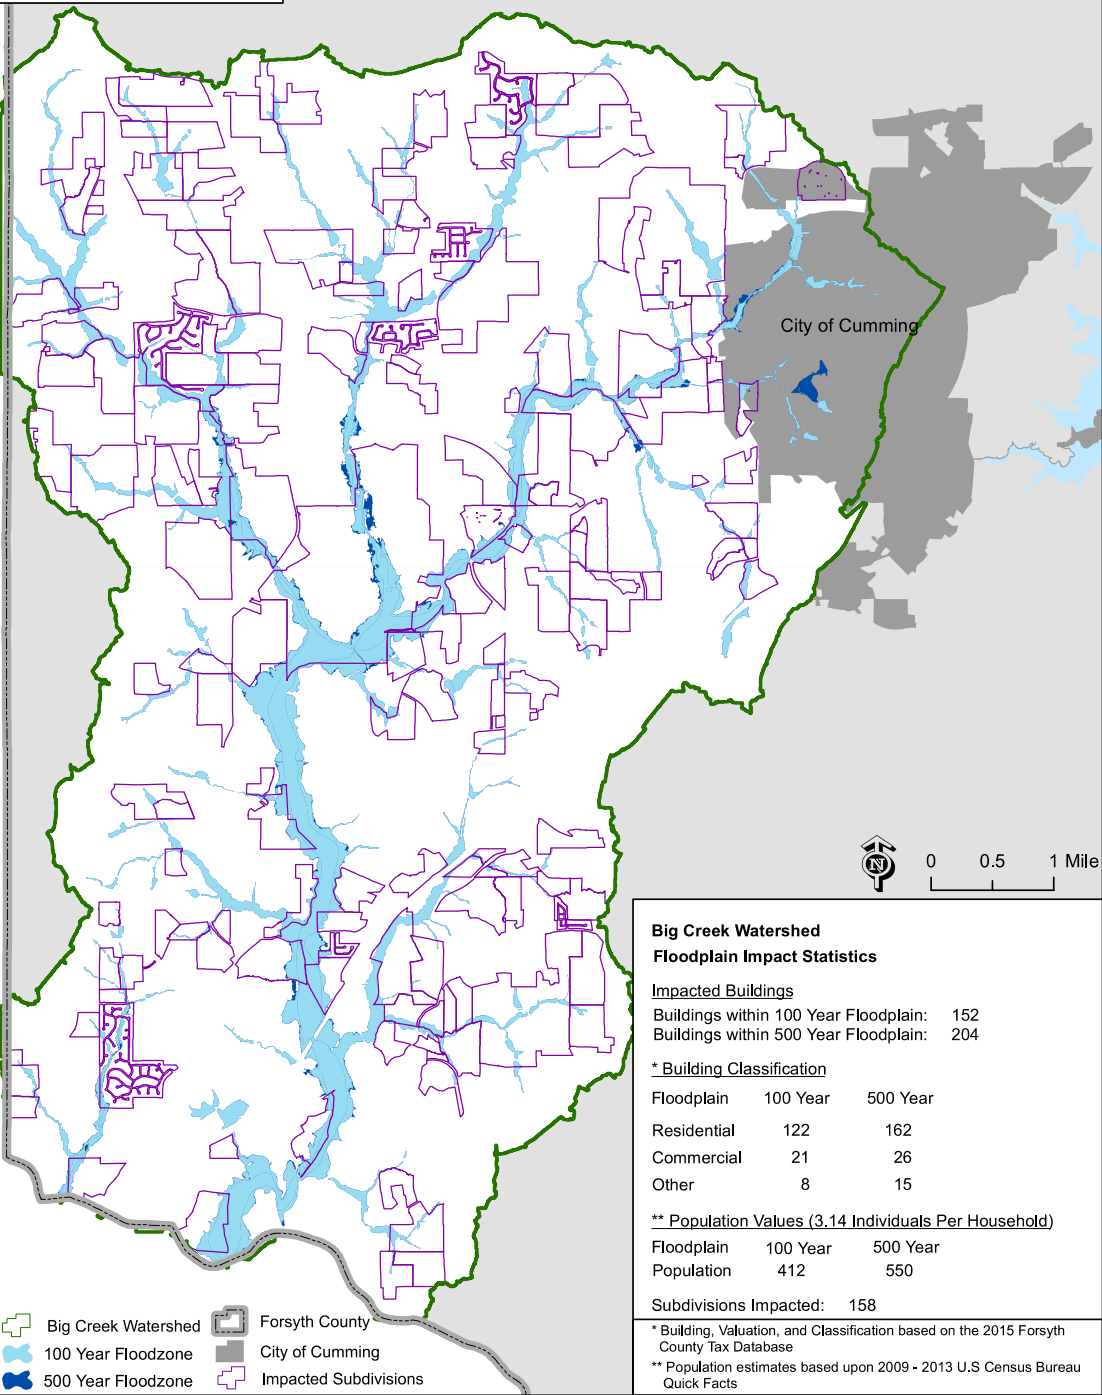 City of Cumming
N
0 0.5 1 Mile
Big Creek Watershed
Floodplain Impact Statistics
Impacted Buildings
Buildings within 100 Year Floodplain: 152
Buildings within 500 Year Floodplain: 204
* Building Classification
Floodplain 100 Year 500 Year
Residential 122 162
Commercial 21 26
Other 8 15
** Population Values (3.14 Individuals Per Household)
Floodplain 100 Year 500 Year
Population 412 550
Subdivisions Impacted: 158
* Building, Valuation, and Classification based on the 2015 Forsyth
County Tax Database
** Population estimates based upon 2009 - 2013 U.S Census Bureau
Quick Facts
Big Creek Watershed
100 Year Floodzone
500 Year Floodzone
Forsyth County
City of Cumming
Impacted Subdivisions